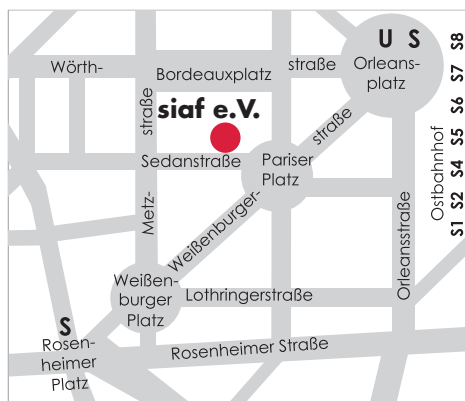 U S
Orleans-
platz
Wörth-
Bordeauxplatz
straße
siaf e.V.
straße
straße
Sedanstraße
Pariser
Platz
Metz-
Weißenburger-
Weißen-
burger
Platz
Lothringerstraße
Orleansstraße
Ostbahnhof
S1 S2 S4 S5 S6 S7 S8
S
Rosen-
heimer
Platz
Rosenheimer Straße